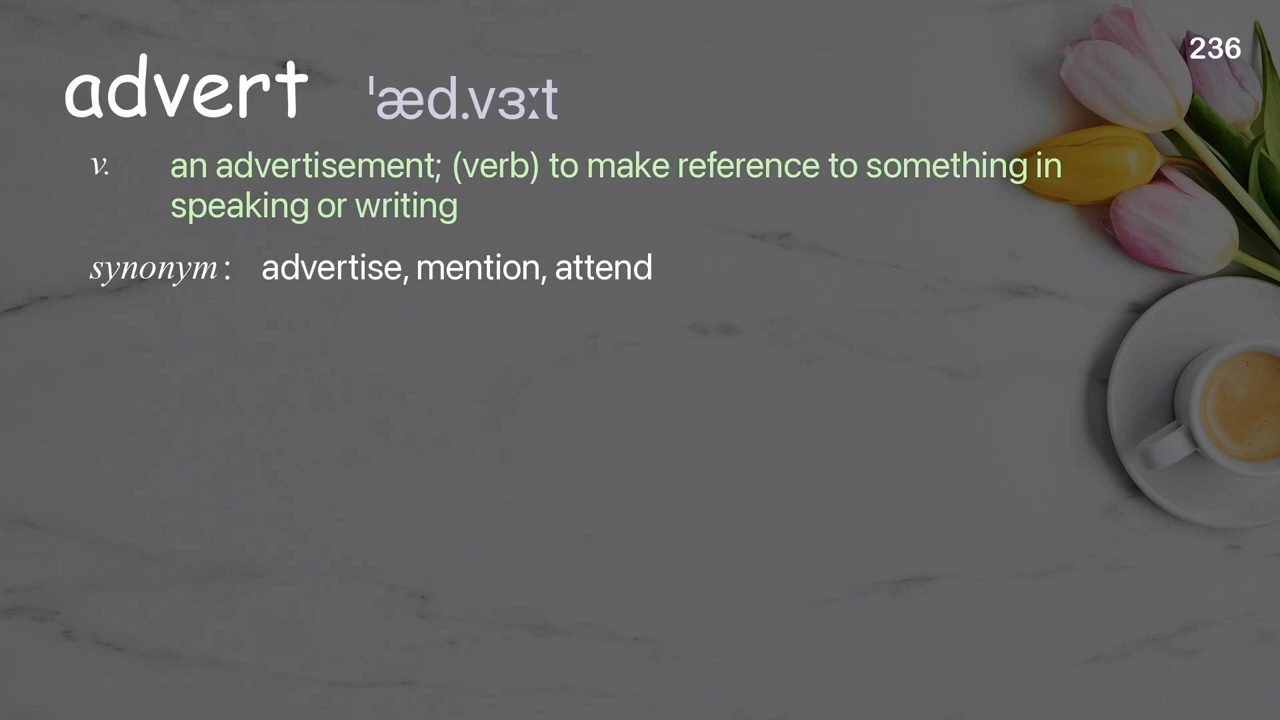 236
advert ˈæd.vɜːt
v. an advertisement; (verb) to make reference to something in
speaking or writing
synonym : advertise, mention, attend